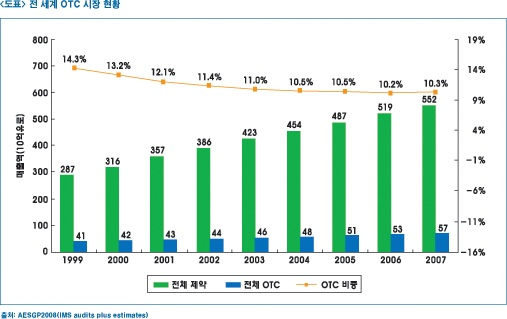 <도표> 전 세계 OTC 시장 현황
800 19%
14.3% 13.2% 12.1% 11.4% 11.0% 10.5% 10.5% 10.2% 10.3%
700 14%
600 9%
287 316 357 386 423 454 487 519 552
500 4%
매출액(10억유로)
400 -1%
300 -6%
200
100 -11%
41 42 43 44 46 48 51 53 57
0 -16%
1999 2000 2001 2002 2003 2004 2005 2006 2007
전체 제약 전체 OTC OTC 비중
출처: AESGP2008(IMS audits plus estimates)